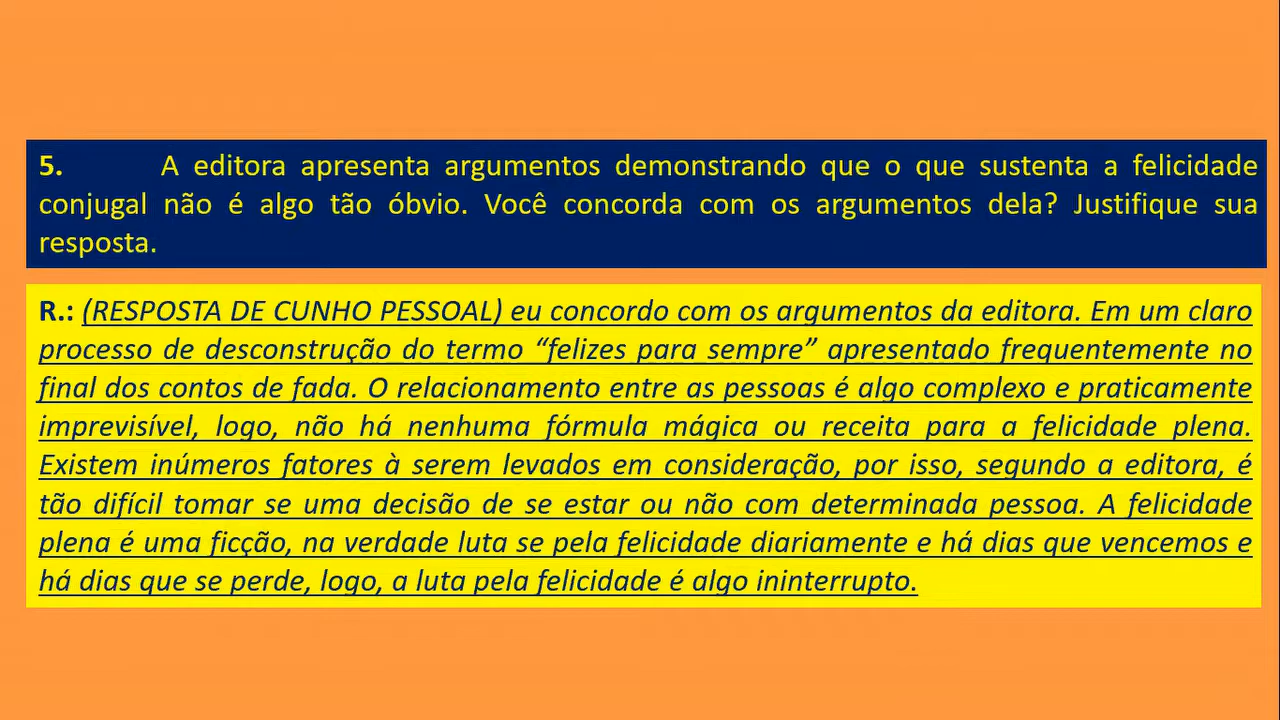 5. A editora apresenta argumentos demonstrando que o que sustenta a felicidade
conjugal não é algo tão óbvio. Você concorda com os argumentos dela? Justifique sua
resposta.
R.: (RESPOSTA DE CUNHO PESSOAL) eu concordo com os argumentos da editora. Em um claro
processo de desconstrução do termo “felizes para sempre” apresentado frequentemente no
final dos contos de fada. O relacionamento entre as pessoas é algo complexo e praticamente
imprevisível, logo, não há nenhuma fórmula mágica ou receita para a felicidade plena.
Existem inúmeros fatores à serem levados em consideração, por isso, segundo a editora, é
tão difícil tomar se uma decisão de se estar ou não com determinada pessoa. A felicidade
plena é uma ficção, na verdade luta se pela felicidade diariamente e há dias que vencemos e
há dias que se perde, logo, a luta pela felicidade é algo ininterrupto.